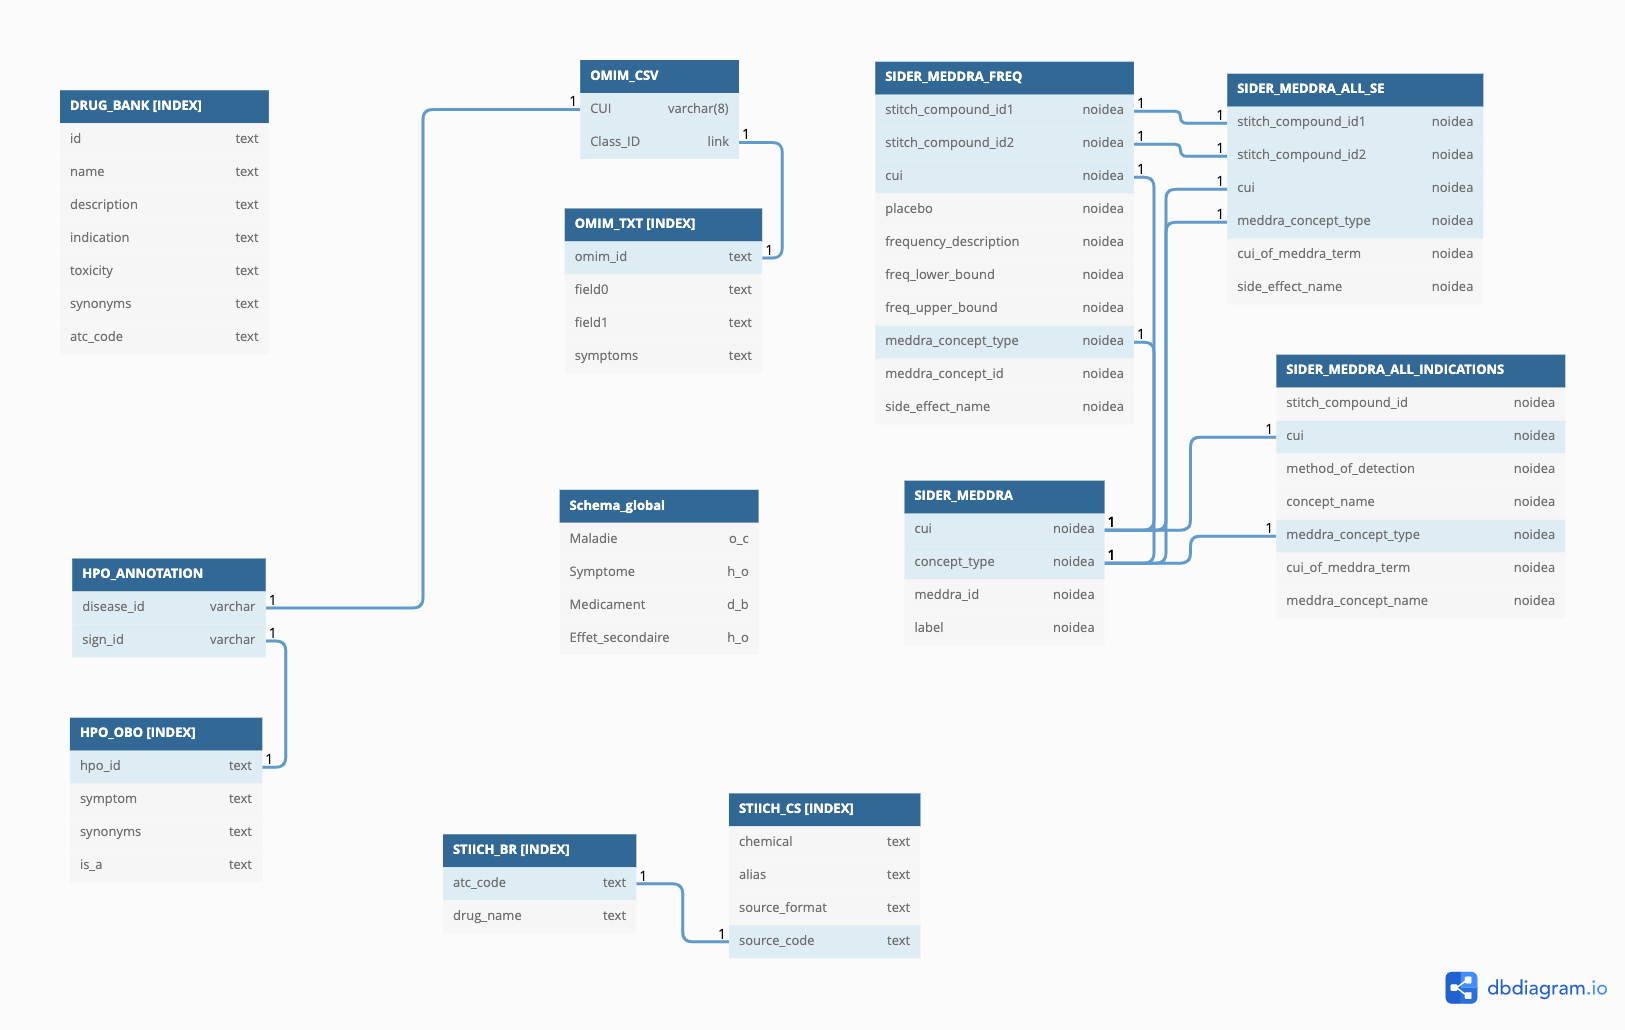 DRUG_BANK [INDEX]
id text
name text
description text
indication text
toxicity text
synonyms text
atc_code text
OMIM_CSV
1 CUI varchar(8)
Class_ID link 1
OMIM_TXT [INDEX]
omim_id text 1
field0 text
field1 text
symptoms text
SIDER_MEDDRA_FREQ
stitch_compound_id1 noidea 1
stitch_compound_id2 noidea 1
cui noidea 1
placebo noidea
frequency_description noidea
freq_lower_bound noidea
freq_upper_bound noidea
meddra_concept_type noidea 1
meddra_concept_id noidea
side_effect_name noidea
SIDER_MEDDRA_ALL_SE
1 stitch_compound_id1 noidea
1 stitch_compound_id2 noidea
1 cui noidea
1 meddra_concept_type noidea
cui_of_meddra_term noidea
side_effect_name noidea
SIDER_MEDDRA_ALL_INDICATIONS
stitch_compound_id noidea
1 cui noidea
method_of_detection noidea
concept_name noidea
1 meddra_concept_type noidea
cui_of_meddra_term noidea
meddra_concept_name noidea
SIDER_MEDDRA
cui noidea 1
concept_type noidea 1
meddra_id noidea
label noidea
Schema_global
Maladie o_c
Symptome h_o
Medicament d_b
Effet_secondaire h_o
HPO_ANNOTATION
disease_id varchar 1
sign_id varchar 1
HPO_OBO [INDEX]
hpo_id text 1
symptom text
synonyms text
is_a text
STIICH_BR [INDEX]
atc_code text 1
drug_name text
STIICH_CS [INDEX]
chemical text
alias text
source_format text
1 source_code text
dbdiagram.io